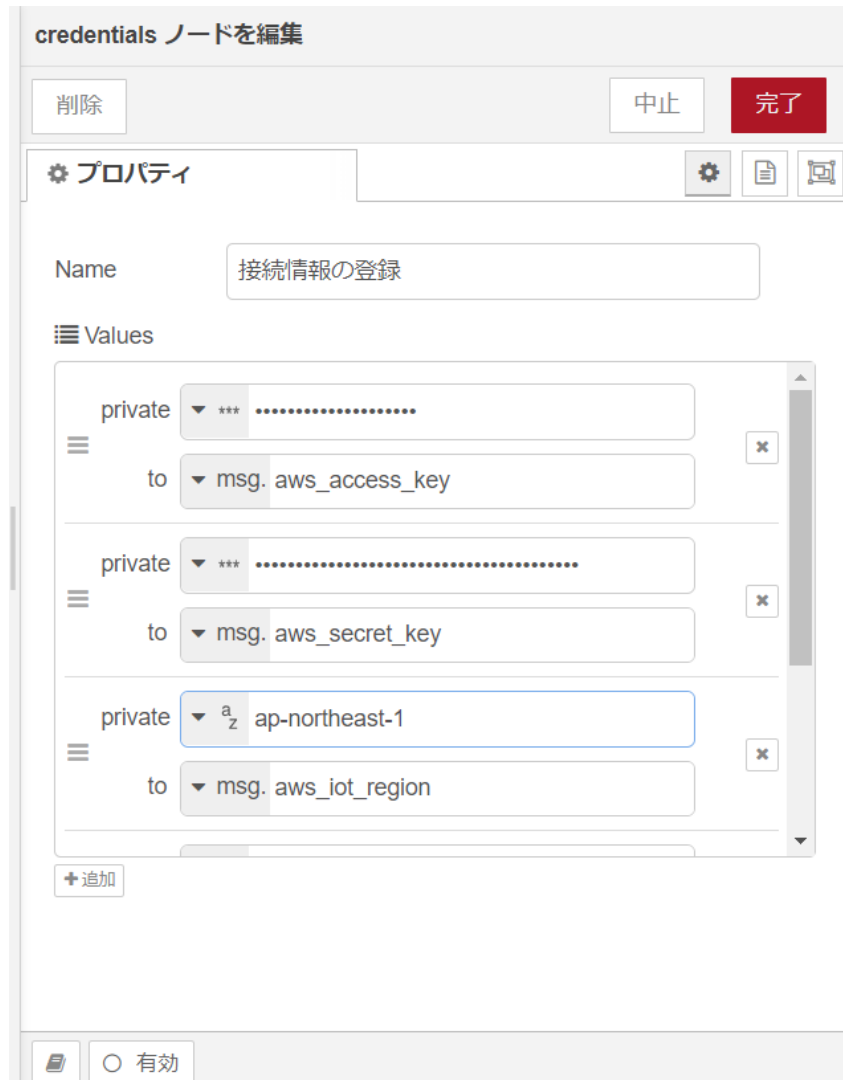 credentials ノードを編集
削除 中止 完了
プロパティ
Name 接続情報の登録
Values
private *** ••••••••••••••••••••
to msg. aws_access_key
private *** ••••••••••••••••••••••••••••••••••••••••
to msg. aws_secret_key
private az ap-northeast-1
to msg. aws_iot_region
+追加
有効